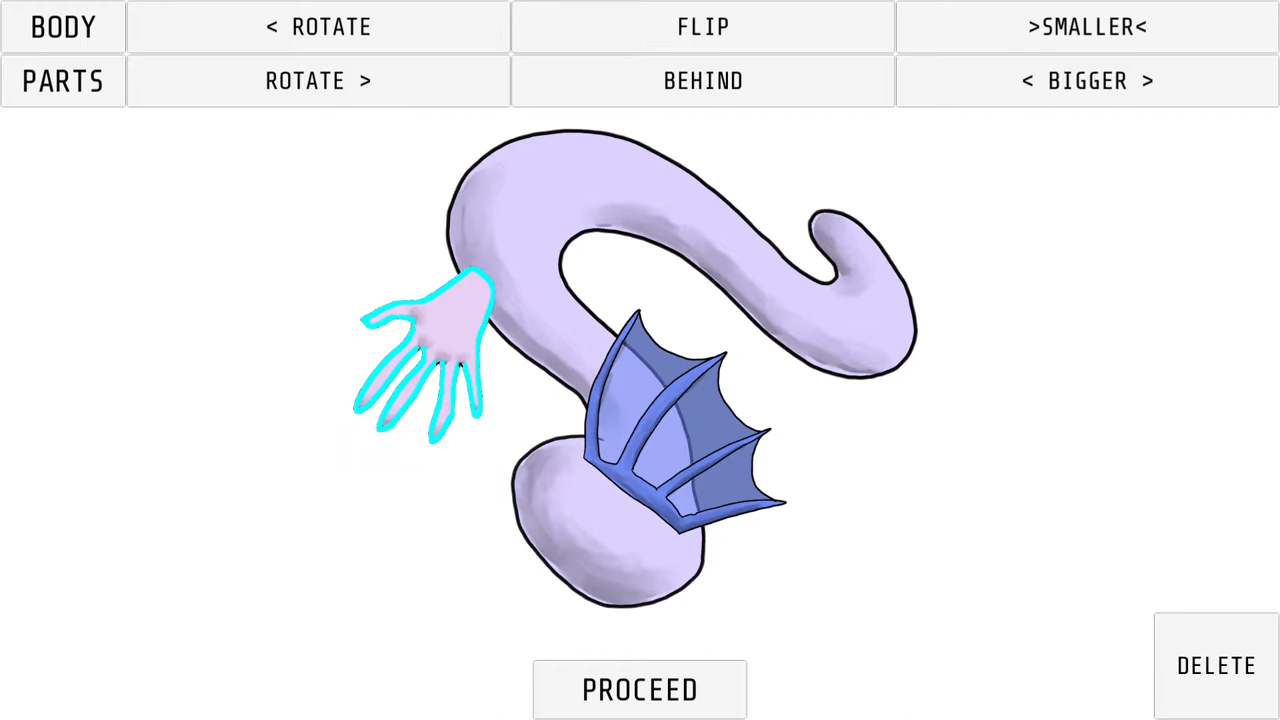 BODY
< ROTATE
FLIP
>SMALLER<
PARTS
ROTATE >
BEHIND
< BIGGER >
PROCEED
DELETE